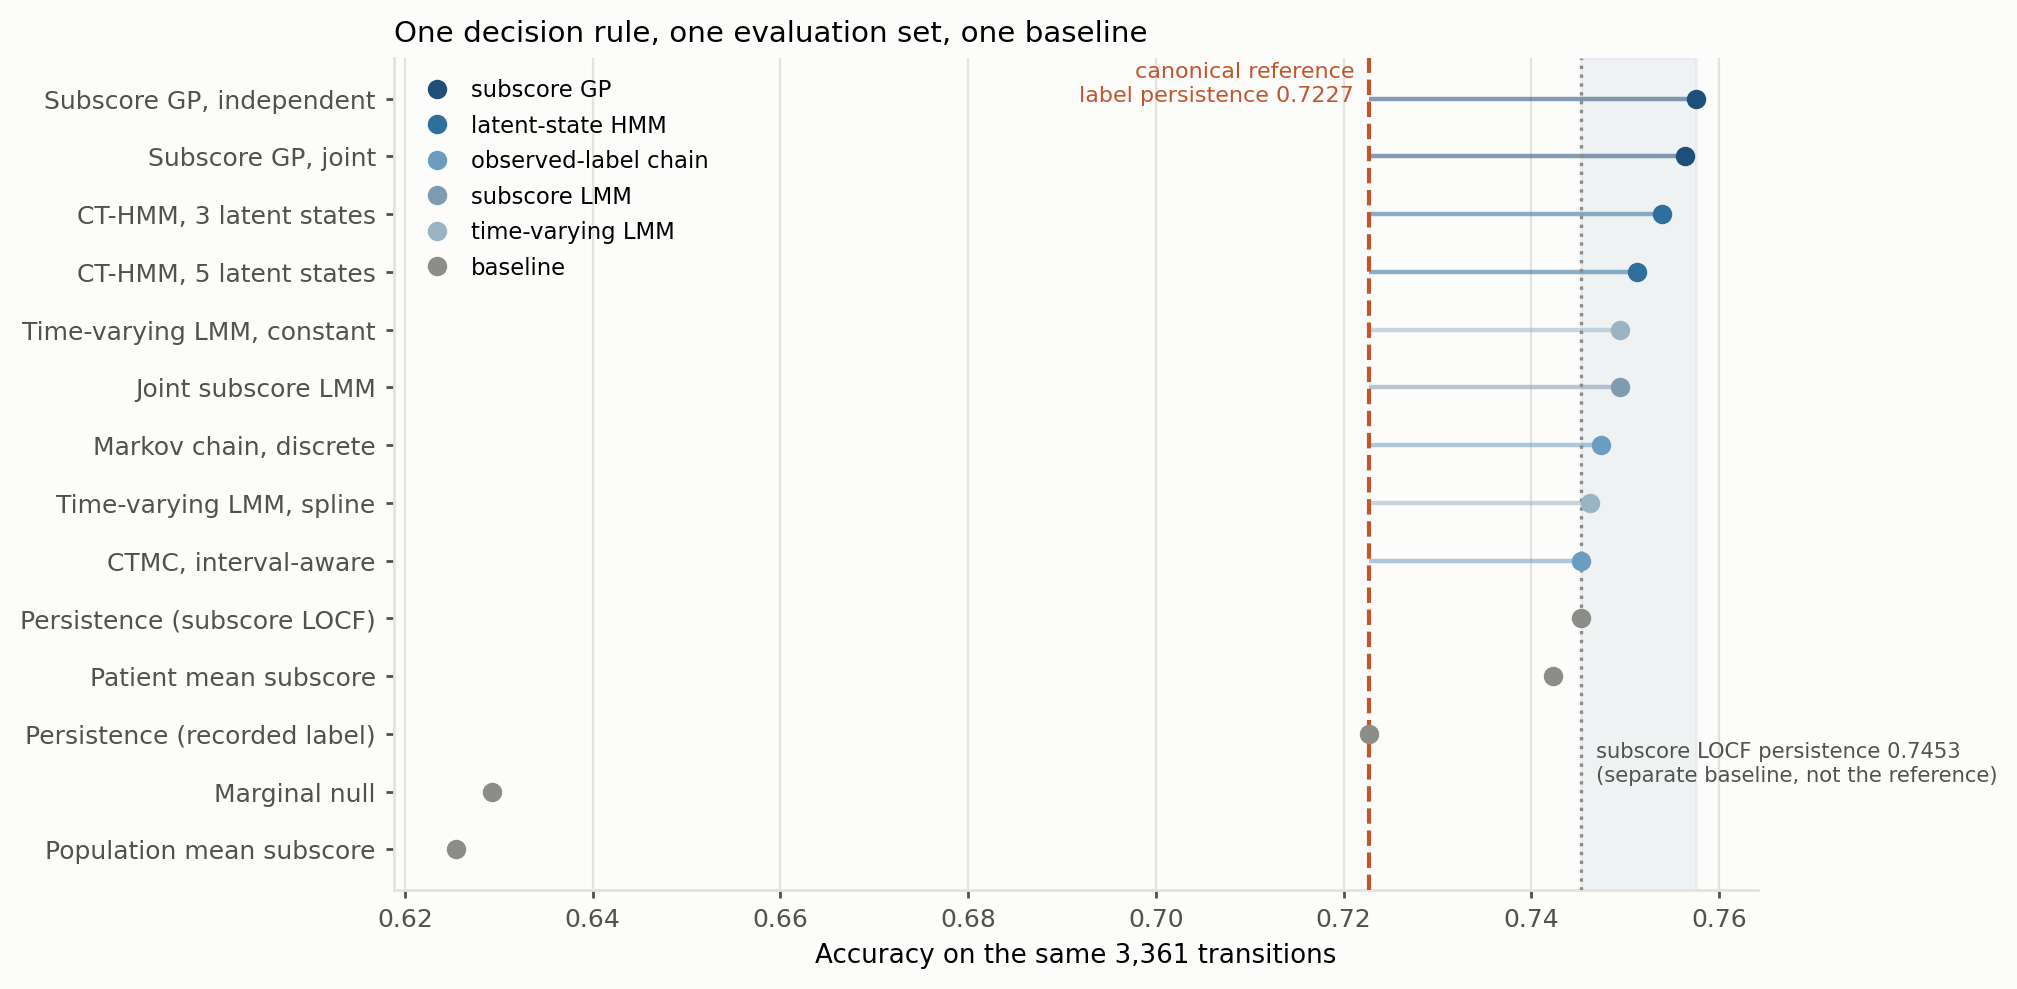 One decision rule, one evaluation set, one baseline
canonical reference
label persistence 0.7227
subscore GP
latent-state HMM
observed-label chain
subscore LMM
time-varying LMM
baseline
Subscore GP, independent
Subscore GP, joint
CT-HMM, 3 latent states
CT-HMM, 5 latent states
Time-varying LMM, constant
Joint subscore LMM
Markov chain, discrete
Time-varying LMM, spline
CTMC, interval-aware
Persistence (subscore LOCF)
Patient mean subscore
Persistence (recorded label)
Marginal null
Population mean subscore
subscore LOCF persistence 0.7453
(separate baseline, not the reference)
0.62 0.64 0.66 0.68 0.70 0.72 0.74 0.76
Accuracy on the same 3,361 transitions